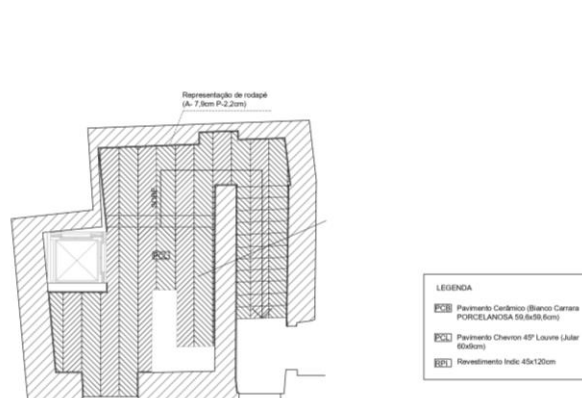 Representação de rodapé
(A- 7,9cm P-2,2cm)
PCL
LEGENDA
PCB Pavimento Cerâmico (Bianco Carrara
PORCELANOSA 59,6x59,6cm)
PCL Pavimento Chevron 45º Louvre (Jular
60x9cm)
RPI Revestimento Indic 45x120cm